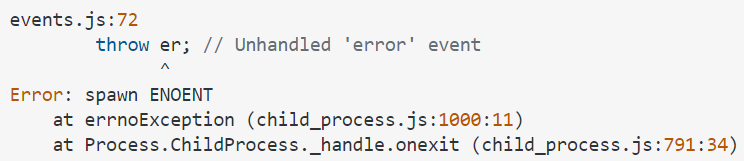 events.js:72
        throw er; // Unhandled 'error' event
              ^
Error: spawn ENOENT
    at errnoException (child_process.js:1000:11)
    at Process.ChildProcess._handle.onexit (child_process.js:791:34)